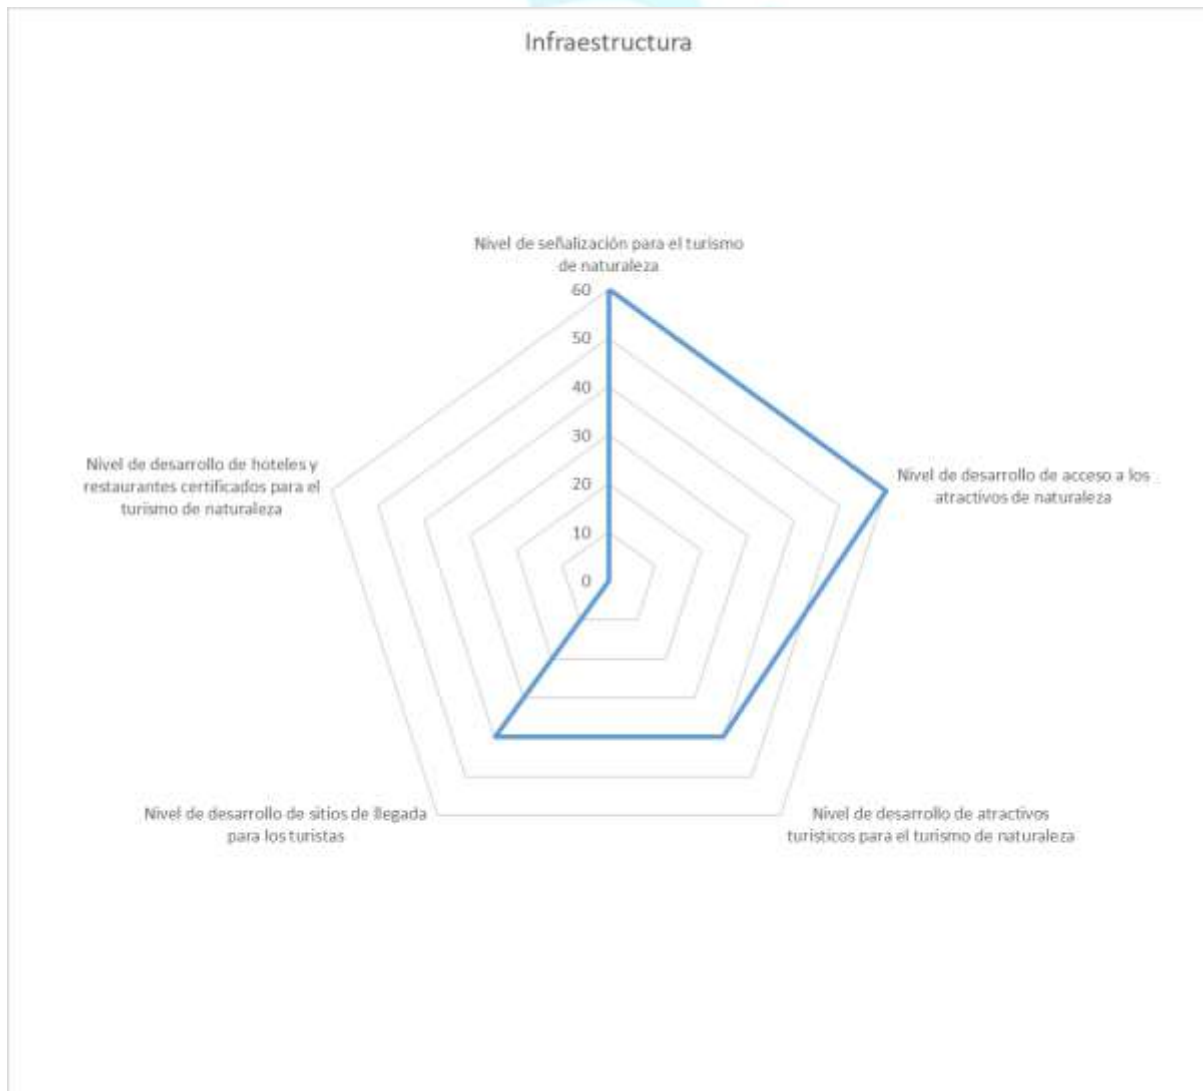 Infraestructura
Nivel de señalización para el turismo
de naturaleza
60
50
40
30
20
10
0
Nivel de desarrollo de acceso a los
atractivos de naturaleza
Nivel de desarrollo de atractivos
turísticos para el turismo de naturaleza
Nivel de desarrollo de sitios de llegada
para los turistas
Nivel de desarrollo de hoteles y
restaurantes certificados para el
turismo de naturaleza